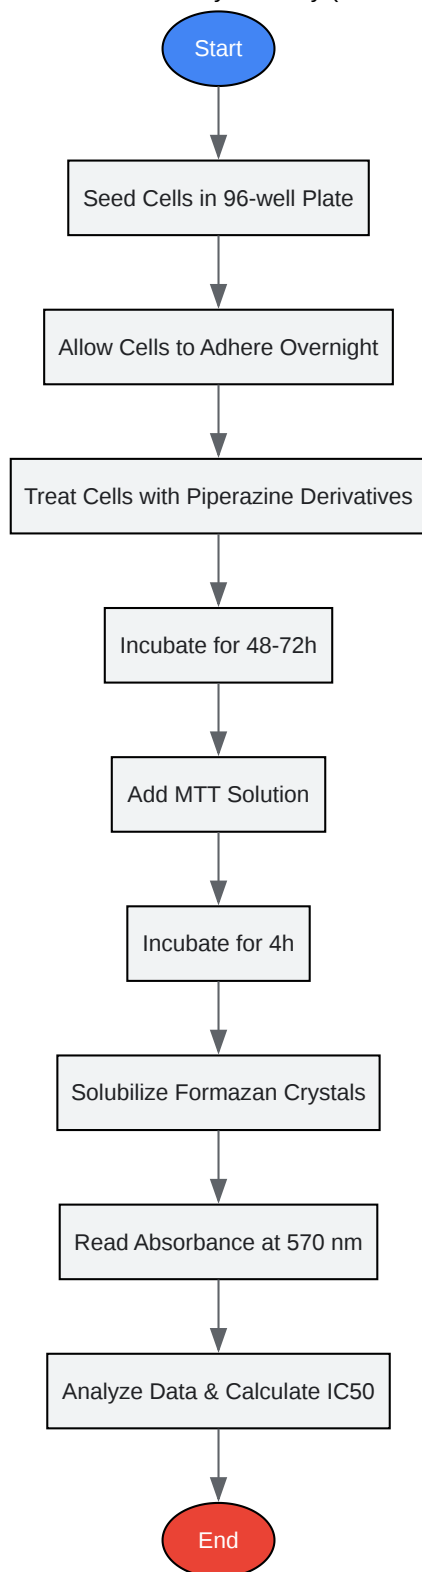 Start
Seed Cells in 96-well Plate
Allow Cells to Adhere Overnight
Treat Cells with Piperazine Derivatives
Incubate for 48-72h
Add MTT Solution
Incubate for 4h
Solubilize Formazan Crystals
Read Absorbance at 570 nm
Analyze Data & Calculate IC50
End